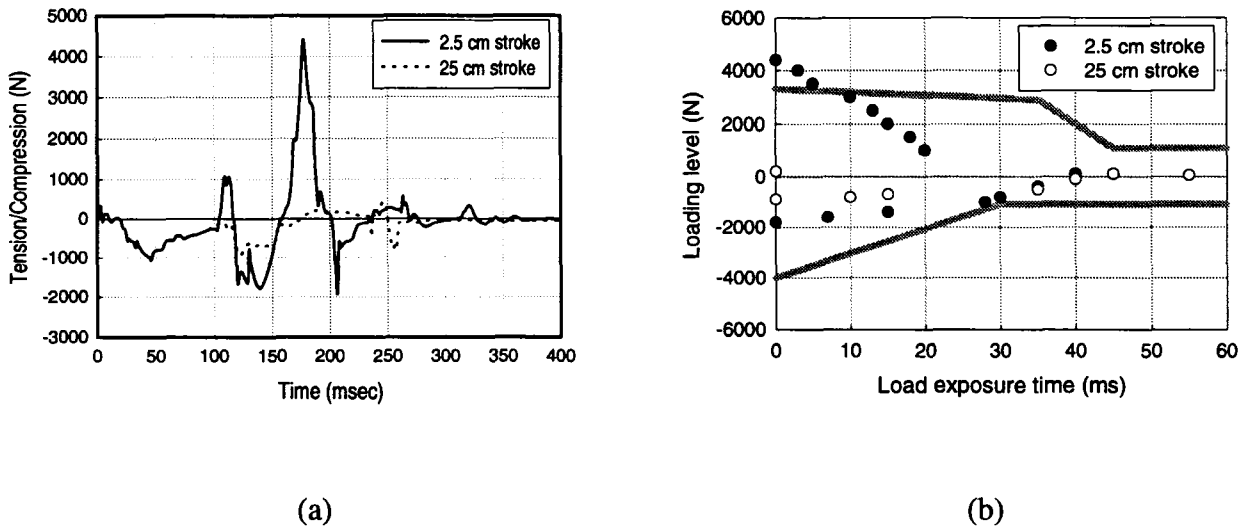 5000
4000
3000
2000
1000
0
-1000
-2000
-3000
Tension/Compression (N)
2.5 cm stroke
25 cm stroke
0 50 100 150 200 250 300 350 400
Time (msec)
(a)
6000
4000
2000
0
-2000
-4000
-6000
Loading level (N)
2.5 cm stroke
25 cm stroke
0 10 20 30 40 50 60
Load exposure time (ms)
(b)